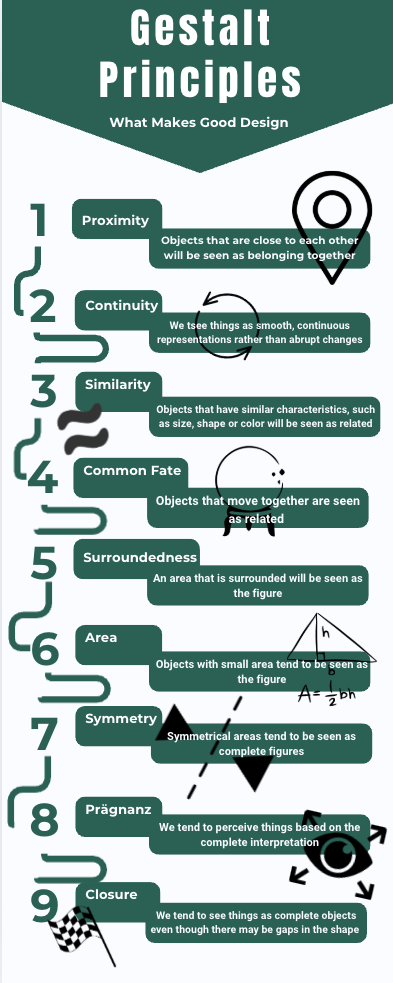 Gestalt
Principles
What Makes Good Design
1
Proximity
Objects that are close to each other
will be seen as belonging together
2
Continuity
We tsee things as smooth, continuous
representations rather than abrupt changes
3
Similarity
Objects that have similar characteristics, such
as size, shape or color will be seen as related
4
Common Fate
Objects that move together are seen
as related
5
Surroundedness
An area that is surrounded will be seen as
the figure
6
Area
Objects with small area tend to be seen as
the figure
h
b
A = 1/2 bh
7
Symmetry
Symmetrical areas tend to be seen as
complete figures
8
Prägnanz
We tend to perceive things based on the
complete interpretation
9
Closure
We tend to see things as complete objects
even though there may be gaps in the shape